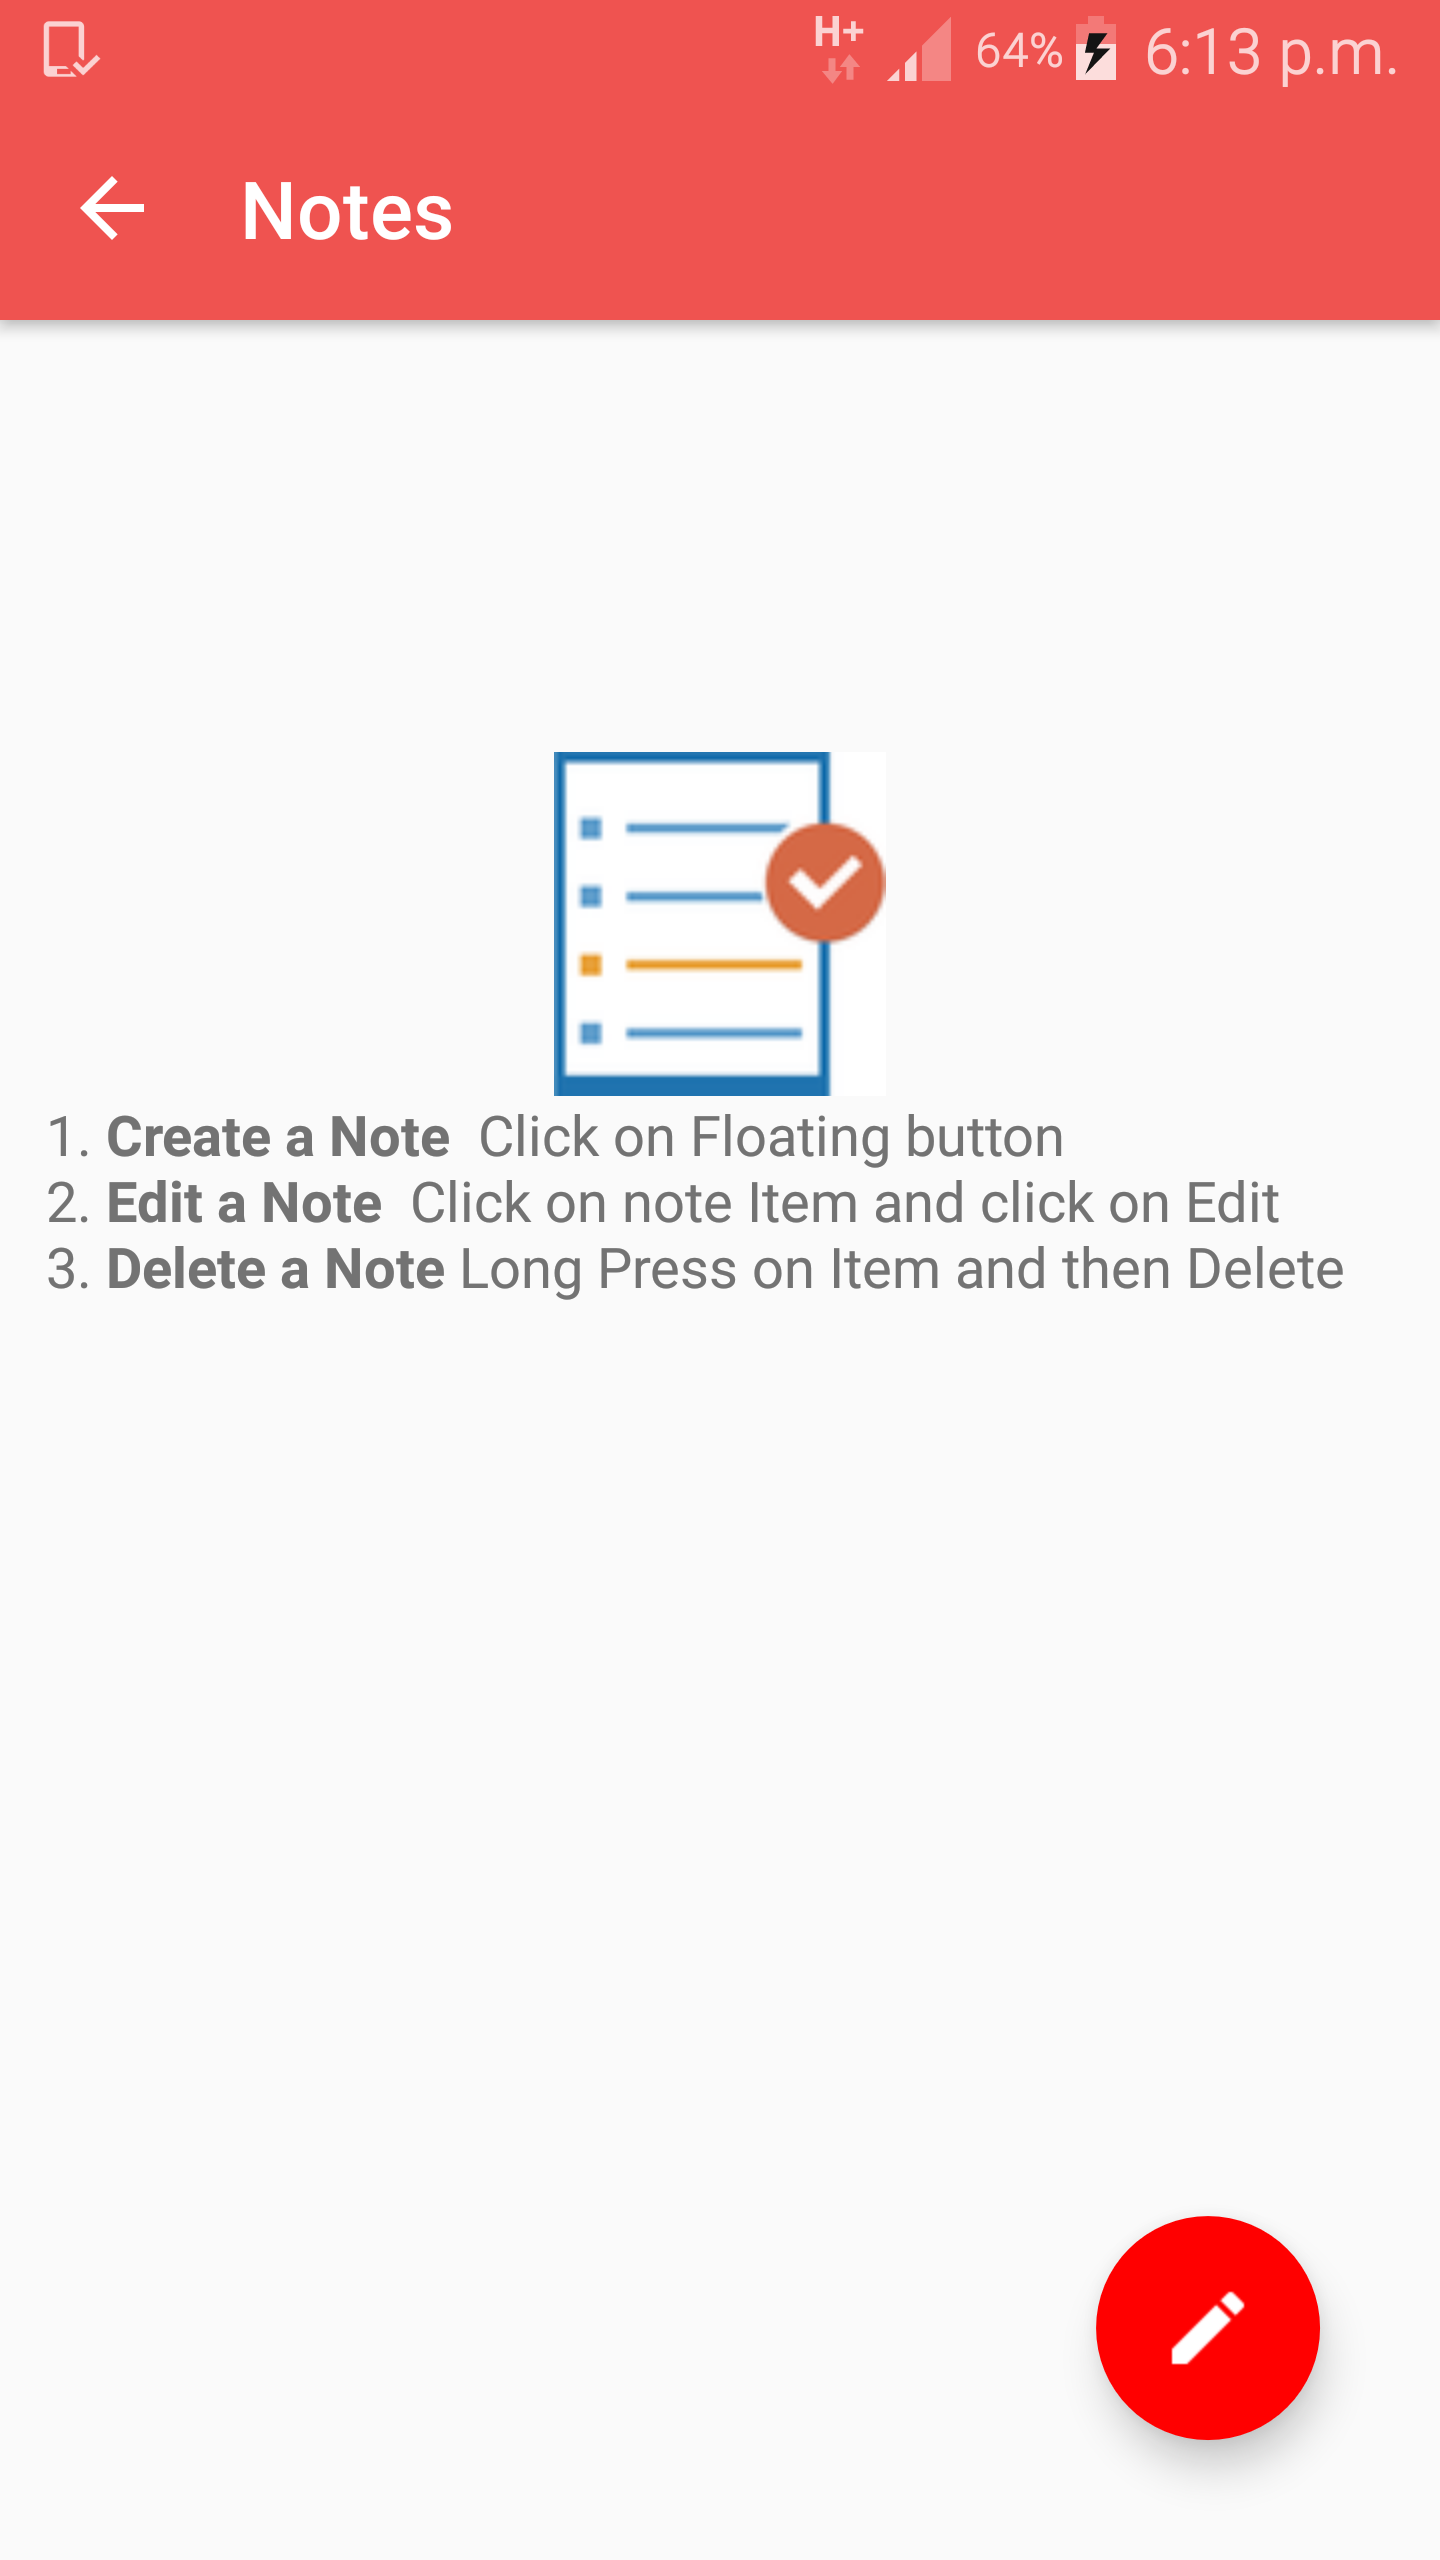 H+ 64% 6:13 p.m.
Notes
1. Create a Note  Click on Floating button
2. Edit a Note  Click on note Item and click on Edit
3. Delete a Note Long Press on Item and then Delete